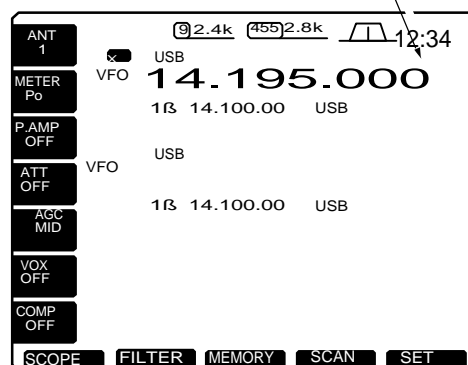 ANT
1
METER
Po
P.AMP
OFF
ATT
OFF
AGC
MID
VOX
OFF
COMP
OFF
9 2.4k 455 2.8k
12:34
x
USB
VFO
14.195.000
1ß 14.100.00 USB
USB
VFO
1ß 14.100.00 USB
SCOPE FILTER MEMORY SCAN SET